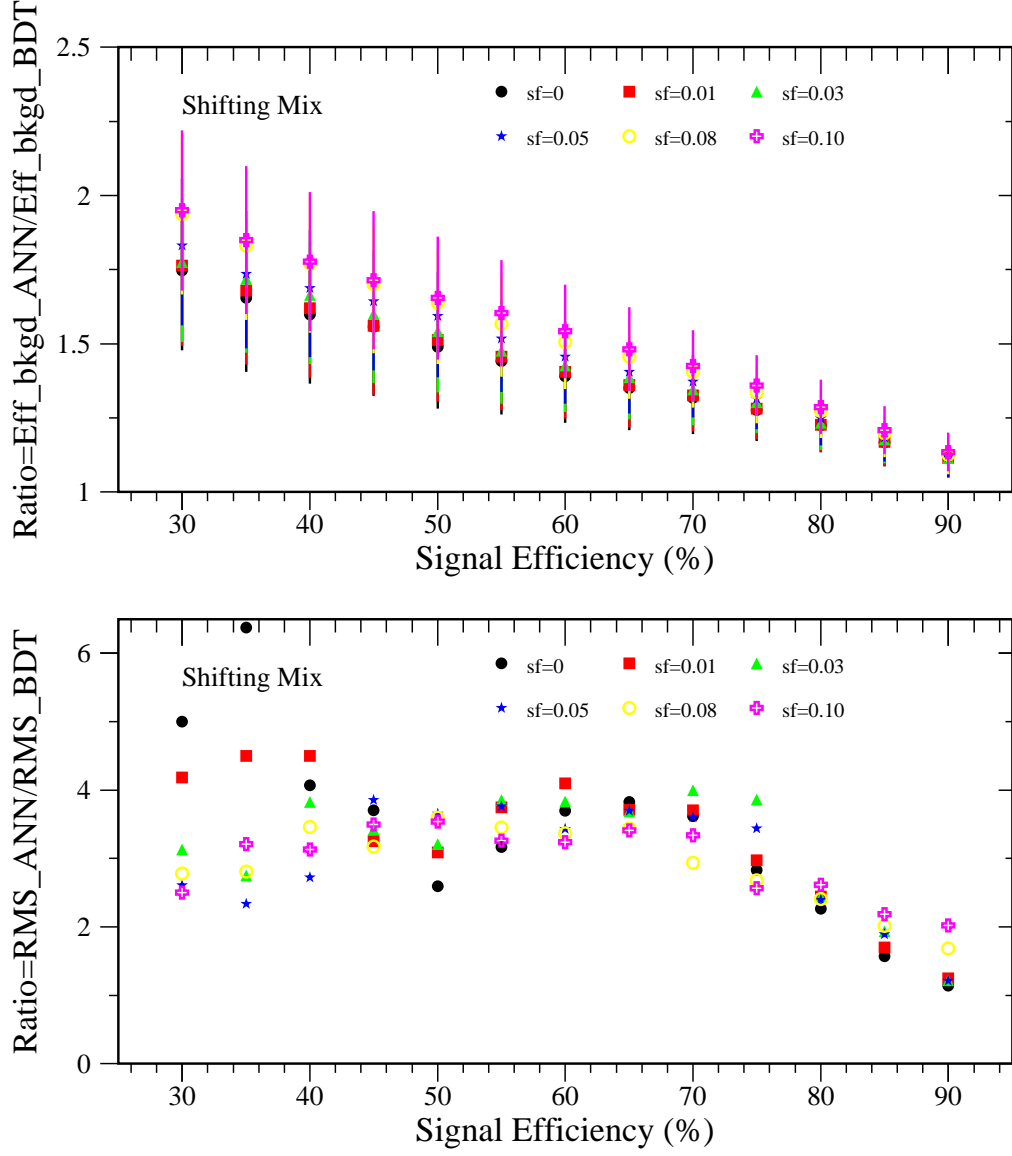 Ratio=Eff_bkgd_ANN/Eff_bkgd_BDT
2.5
2
1.5
1
Shifting Mix
sf=0 sf=0.01 sf=0.03
sf=0.05 sf=0.08 sf=0.10
30 40 50 60 70 80 90
Signal Efficiency (%)
Ratio=RMS_ANN/RMS_BDT
6
4
2
0
Shifting Mix
sf=0 sf=0.01 sf=0.03
sf=0.05 sf=0.08 sf=0.10
30 40 50 60 70 80 90
Signal Efficiency (%)